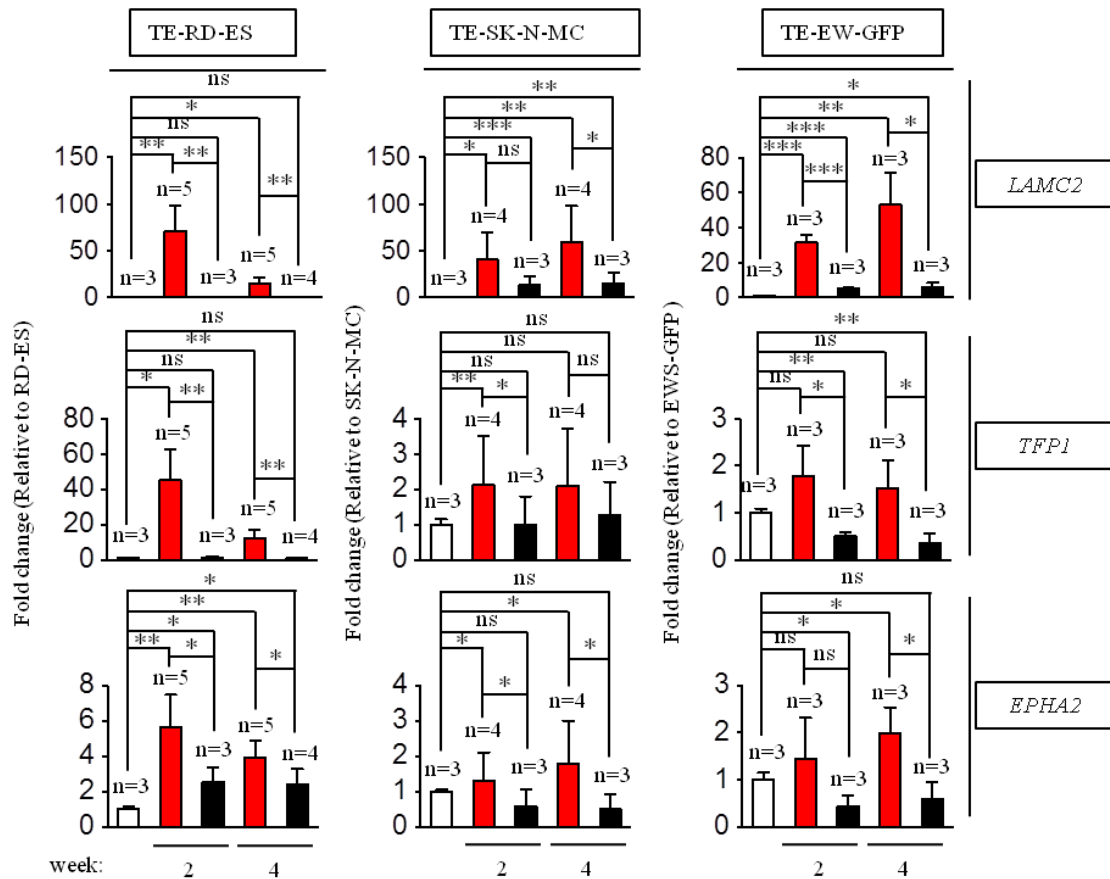 TE-RD-ES
TE-SK-N-MC
TE-EW-GFP
ns
*
ns
** **
**
150
100
50
0
n=3
n=5
n=3
n=5
n=4
**
**
***
* ns
*
150
100
50
0
n=3
n=4
n=3
n=4
n=3
*
**
***
***
***
*
80
60
40
20
0
n=3
n=3
n=3
n=3
n=3
LAMC2
Fold change (Relative to RD-ES)
Fold change (Relative to SK-N-MC)
Fold change (Relative to EWS-GFP)
ns
**
ns
*
**
**
80
60
40
20
0
n=3
n=5
n=3
n=5
n=4
ns
ns
ns
** *
ns
4
3
2
1
0
n=3
n=4
n=3
n=4
n=3
**
ns
**
ns
*
*
3
2
1
0
n=3
n=3
n=3
n=3
n=3
TFP1
*
**
*
** *
*
8
6
4
2
0
n=3
n=5
n=3
n=5
n=4
ns
*
ns
*
*
*
4
3
2
1
0
n=3
n=4
n=3
n=4
n=3
ns
*
*
ns
ns
*
3
2
1
0
n=3
n=3
n=3
n=3
n=3
EPHA2
week:
2
4
2
4
2
4